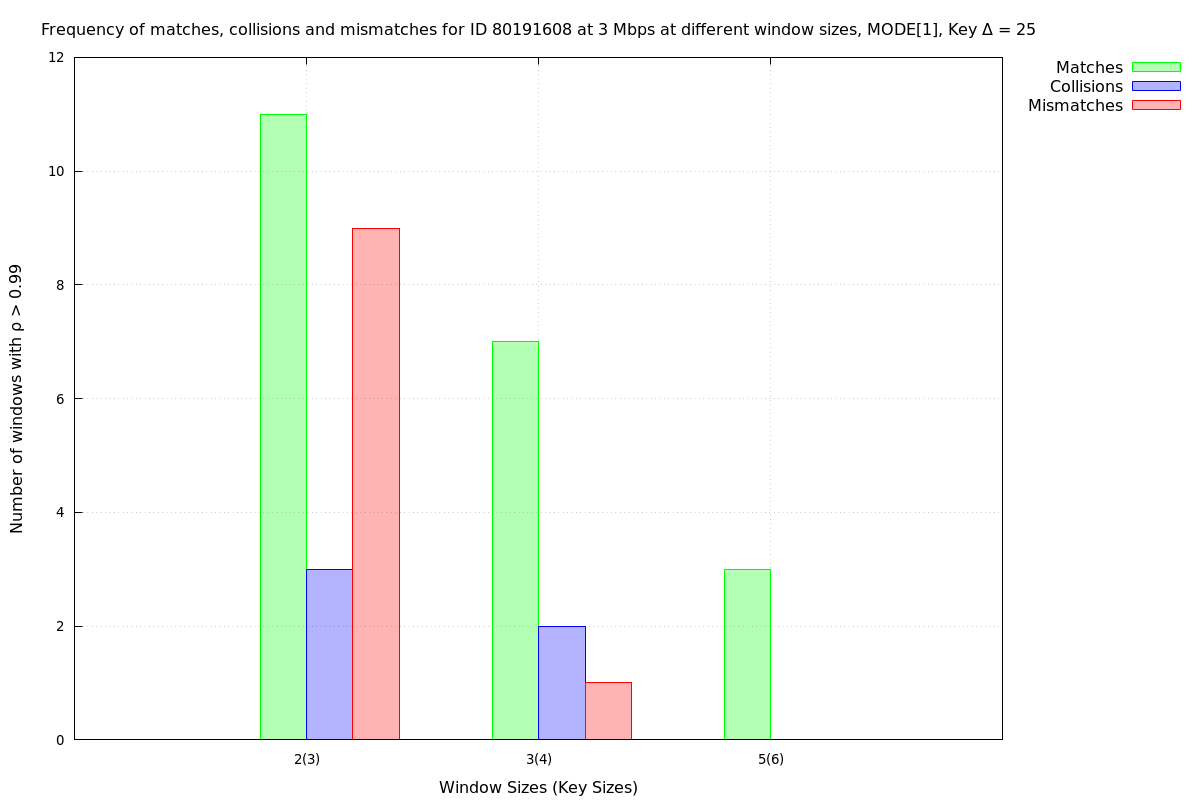 Frequency of matches, collisions and mismatches for ID 80191608 at 3 Mbps at different window sizes, MODE[1], Key Δ = 25
Matches
Collisions
Mismatches
Number of windows with ρ > 0.99
12
10
8
6
4
2
0
2(3)
3(4)
5(6)
Window Sizes (Key Sizes)